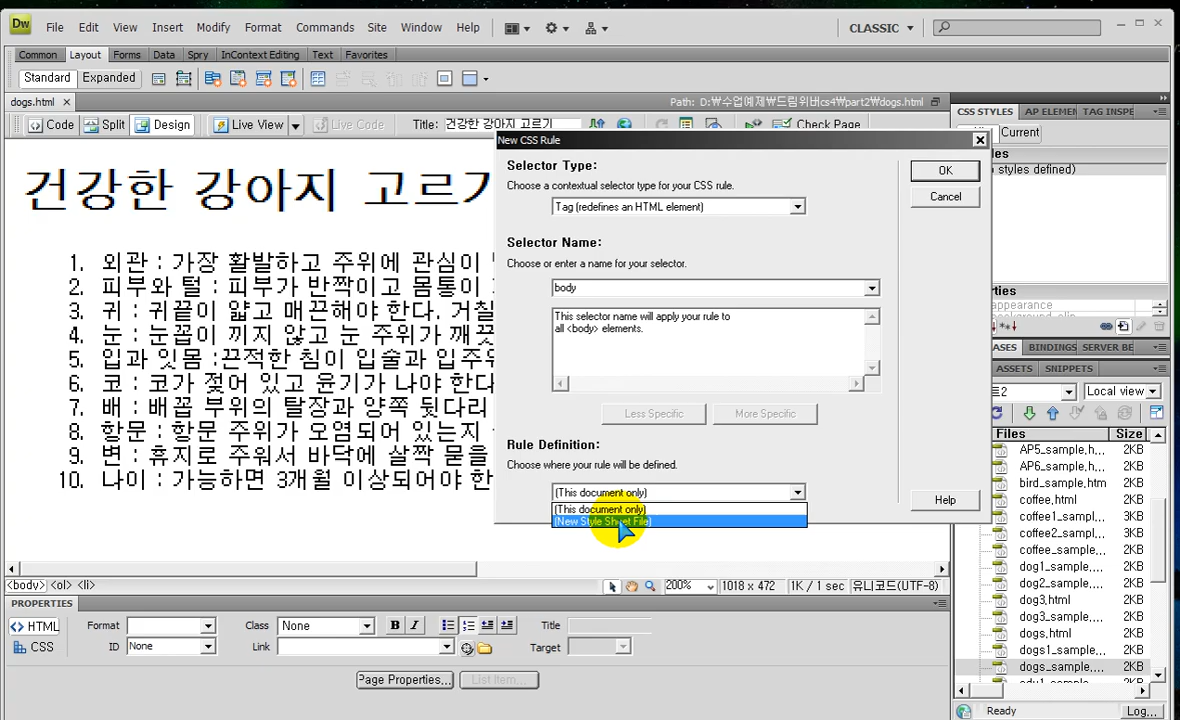 Dw File Edit View Insert Modify Format Commands Site Window Help CLASSIC
Common Layout Forms Data Spry InContext Editing Text Favorites
Standard Expanded
dogs.html Path: D:₩수업예제₩드림위버cs4₩part2₩dogs.html
Code Split Design Live View Live Code Title: 건강한 강아지 고르기 Check Page
CSS STYLES AP ELEMEN TAG INSPE
Current
s styles defined)
건강한 강아지 고르기
1. 외관 : 가장 활발하고 주위에 관심이
2. 피부와 털 : 피부가 반짝이고 몸통이
3. 귀 : 귀끝이 얇고 매끈해야 한다. 거칠
4. 눈 : 눈꼽이 끼지 않고 눈 주위가 깨끗
5. 입과 잇몸 :끈적한 침이 입술과 입주위
6. 코 : 코가 젖어 있고 윤기가 나야 한다
7. 배 : 배꼽 부위의 탈장과 양쪽 뒷다리
8. 항문 : 항문 주위가 오염되어 있는지
9. 변 : 휴지로 주워서 바닥에 살짝 묻을
10. 나이 : 가능하면 3개월 이상되어야 한
New CSS Rule
Selector Type:
Choose a contextual selector type for your CSS rule.
Tag (redefines an HTML element)
Selector Name:
Choose or enter a name for your selector.
body
This selector name will apply your rule to
all <body> elements.
Less Specific More Specific
Rule Definition:
Choose where your rule will be defined.
(This document only)
(This document only)
(New Style Sheet File)
OK
Cancel
Help
rties
appearance
ASES BINDINGS SERVER BE
ASSETS SNIPPETS
트2 Local view
Files Size
AP5_sample,h... 2KB
AP6_sample,h... 2KB
bird_sample,htm 2KB
coffee,html 2KB
coffee1_sampl... 2KB
coffee2_sampl... 2KB
coffee_sample... 2KB
dog1_sample,... 2KB
dog2_sample,... 2KB
dog3,html 2KB
dog3_sample,... 2KB
dogs,html 2KB
dogs1_sample... 2KB
dogs_sample,... 2KB
Ready Log...
<body> <ol> <li> 200% 1018 x 472 1K / 1 sec 유니코드(UTF-8)
PROPERTIES
<> HTML Format Class None B I Title
CSS ID None Link Target
Page Properties... List Item...